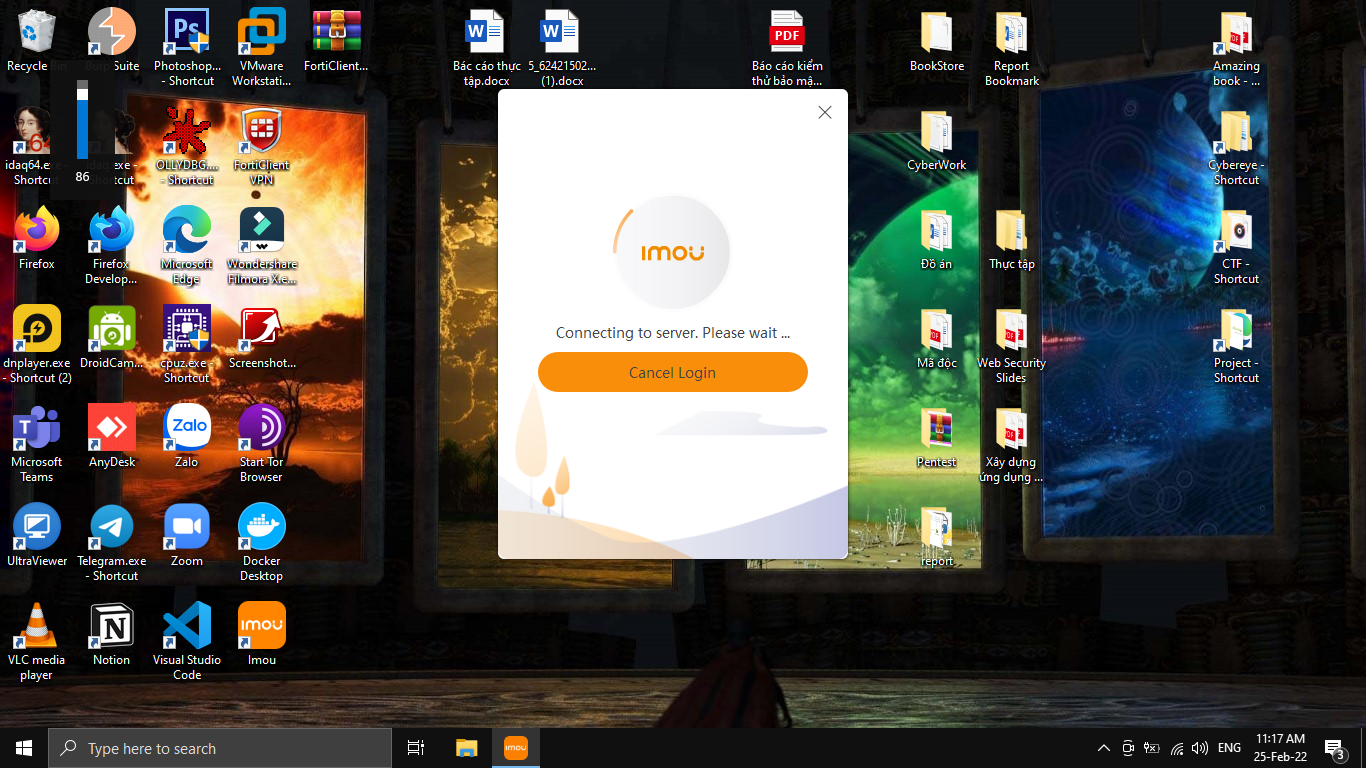 Recycle Bin
Burp Suite
Photoshop...
- Shortcut
VMware
Workstati...
FortiClient...
Bác cáo thực
tập.docx
5_62421502...
(1).docx
Báo cáo kiểm
thử bảo mậ...
BookStore
Report
Bookmark
Amazing
book - ...
idaq64.exe -
Shortcut
idaq.exe -
Shortcut
OLLYDBG....
- Shortcut
FortiClient
VPN
86
CyberWork
Cybereye -
Shortcut
Firefox
Firefox
Develop...
Microsoft
Edge
Wondershare
Filmora X.e...
Đồ án
Thực tập
CTF -
Shortcut
dnplayer.exe
- Shortcut (2)
DroidCam...
cpuz.exe -
Shortcut
Screenshot...
Mã độc
Web Security
Slides
Project -
Shortcut
Microsoft
Teams
AnyDesk
Zalo
Zalo
Start Tor
Browser
Pentest
Xây dựng
ứng dụng ...
UltraViewer
Telegram.exe
- Shortcut
Zoom
Docker
Desktop
report
VLC media
player
Notion
Visual Studio
Code
imou
Imou
imou
Connecting to server. Please wait ...
Cancel Login
Type here to search
imou
ENG
11:17 AM
25-Feb-22
3